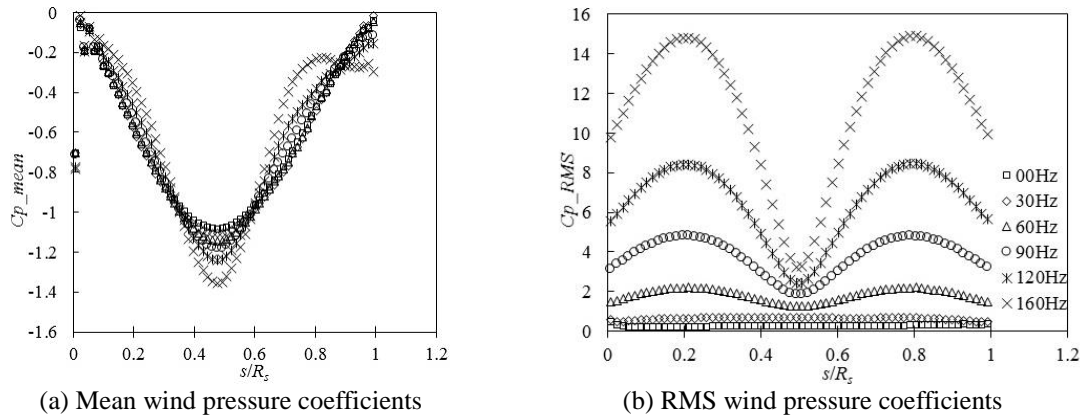 0
-0.2
-0.4
-0.6
-0.8
-1
-1.2
-1.4
-1.6
Cp_mean
0 0.2 0.4 0.6 0.8 1 1.2
s/Rs
(a) Mean wind pressure coefficients
16
14
12
10
8
6
4
2
0
Cp_RMS
00Hz
30Hz
60Hz
90Hz
120Hz
160Hz
0 0.2 0.4 0.6 0.8 1 1.2
s/Rs
(b) RMS wind pressure coefficients